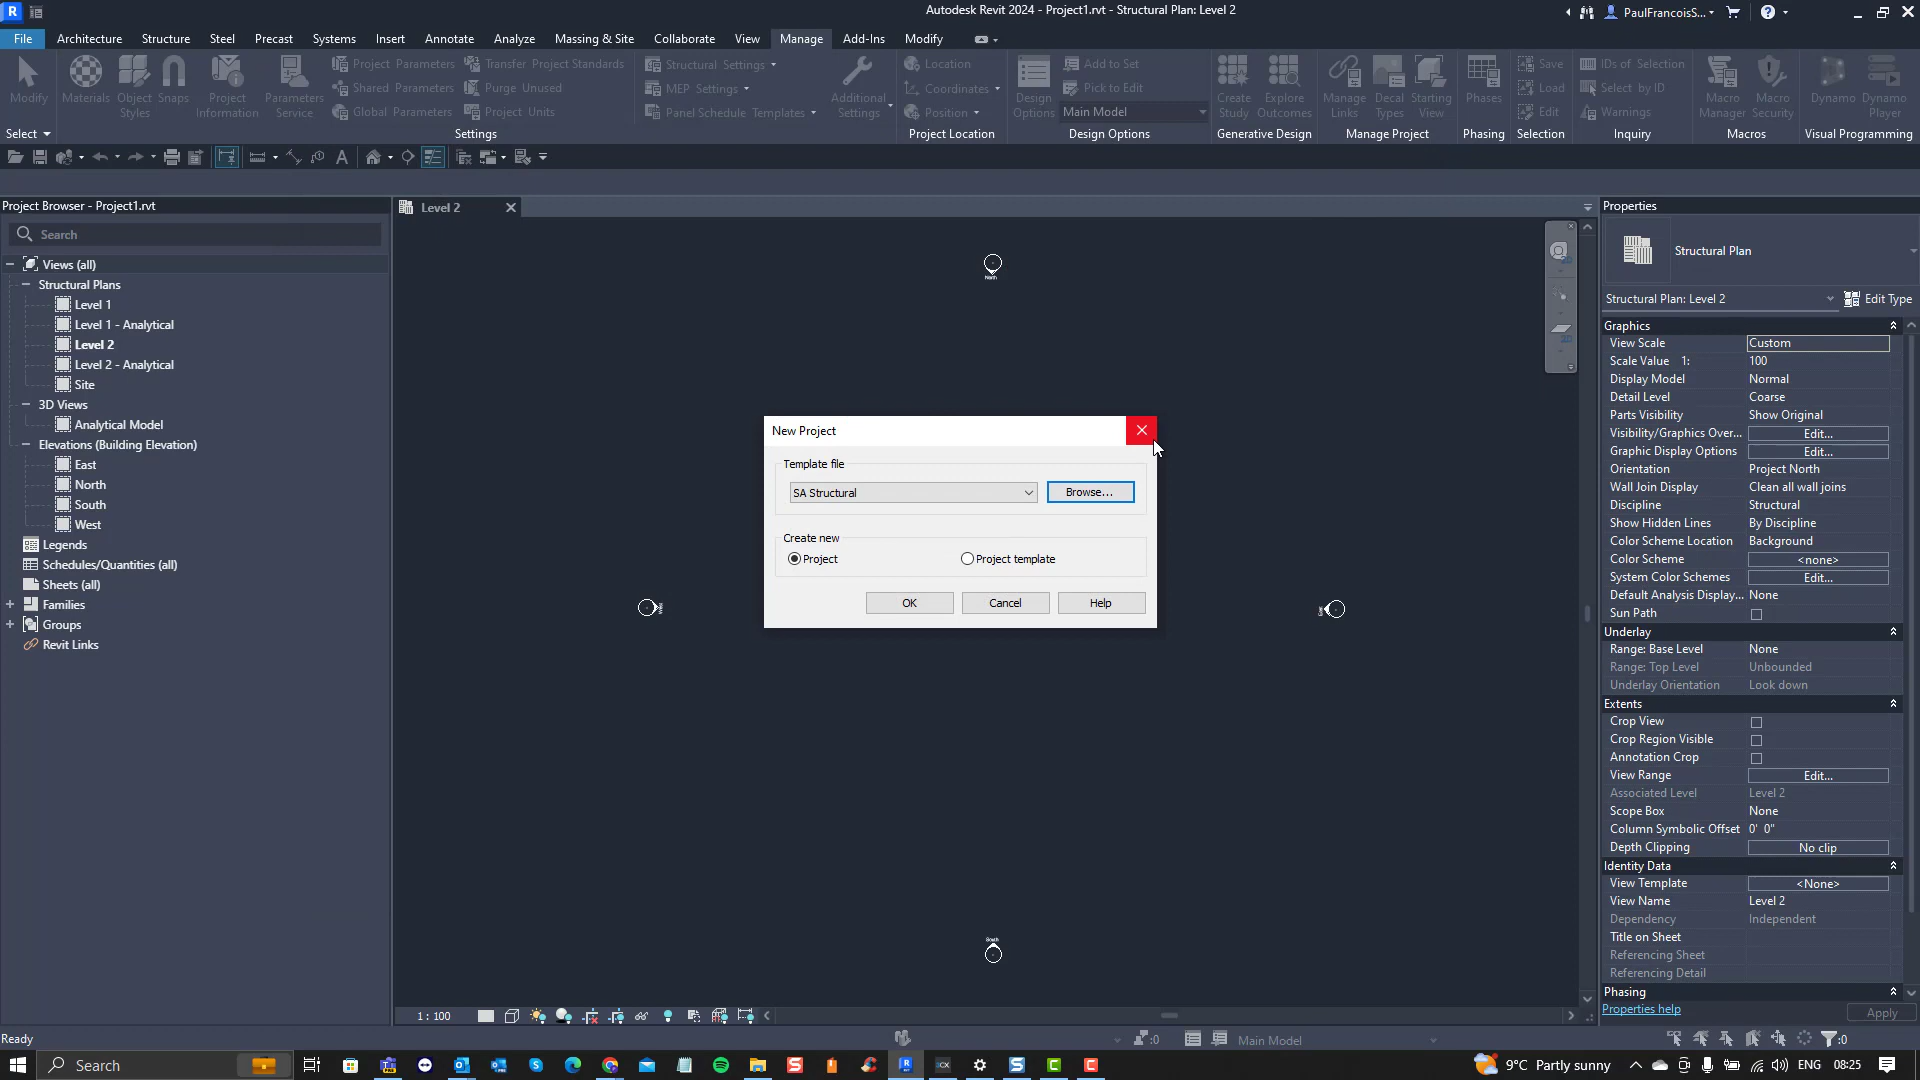 R
Autodesk Revit 2024 - Project1.rvt - Structural Plan: Level 2
PaulFrancoisS...
File Architecture Structure Steel Precast Systems Insert Annotate Analyze Massing & Site Collaborate View Manage Add-Ins Modify
Modify
Materials
Object Styles
Snaps
Project Information
Parameters Service
Project Parameters
Shared Parameters
Global Parameters
Transfer Project Standards
Purge Unused
Project Units
Structural Settings
MEP Settings
Panel Schedule Templates
Additional Settings
Location
Coordinates
Position
Design Options
Add to Set
Pick to Edit
Main Model
Create Study
Explore Outcomes
Manage Links
Decal Types
Starting View
Phases
Save
Load
Edit
IDs of Selection
Select by ID
Warnings
Macro Manager
Macro Security
Dynamo
Dynamo Player
Select
Settings
Project Location
Design Options
Generative Design
Manage Project
Phasing
Selection
Inquiry
Macros
Visual Programming
Project Browser - Project1.rvt
Search
Views (all)
Structural Plans
Level 1
Level 1 - Analytical
Level 2
Level 2 - Analytical
Site
3D Views
Analytical Model
Elevations (Building Elevation)
East
North
South
West
Legends
Schedules/Quantities (all)
Sheets (all)
Families
Groups
Revit Links
Level 2
North
South
New Project
Template file
SA Structural
Browse...
Create new
Project
Project template
OK
Cancel
Help
Properties
Structural Plan
Structural Plan: Level 2
Edit Type
Graphics
View Scale Custom
Scale Value 1: 100
Display Model Normal
Detail Level Coarse
Parts Visibility Show Original
Visibility/Graphics Over... Edit...
Graphic Display Options Edit...
Orientation Project North
Wall Join Display Clean all wall joins
Discipline Structural
Show Hidden Lines By Discipline
Color Scheme Location Background
Color Scheme <none>
System Color Schemes Edit...
Default Analysis Display... None
Sun Path
Underlay
Range: Base Level None
Range: Top Level Unbounded
Underlay Orientation Look down
Extents
Crop View
Crop Region Visible
Annotation Crop
View Range Edit...
Associated Level Level 2
Scope Box None
Column Symbolic Offset 0' 0"
Depth Clipping No clip
Identity Data
View Template <None>
View Name Level 2
Dependency Independent
Title on Sheet
Referencing Sheet
Referencing Detail
Phasing
Properties help
Apply
1 : 100
Ready
:0
Main Model
:0
Search
9°C Partly sunny
ENG
08:25